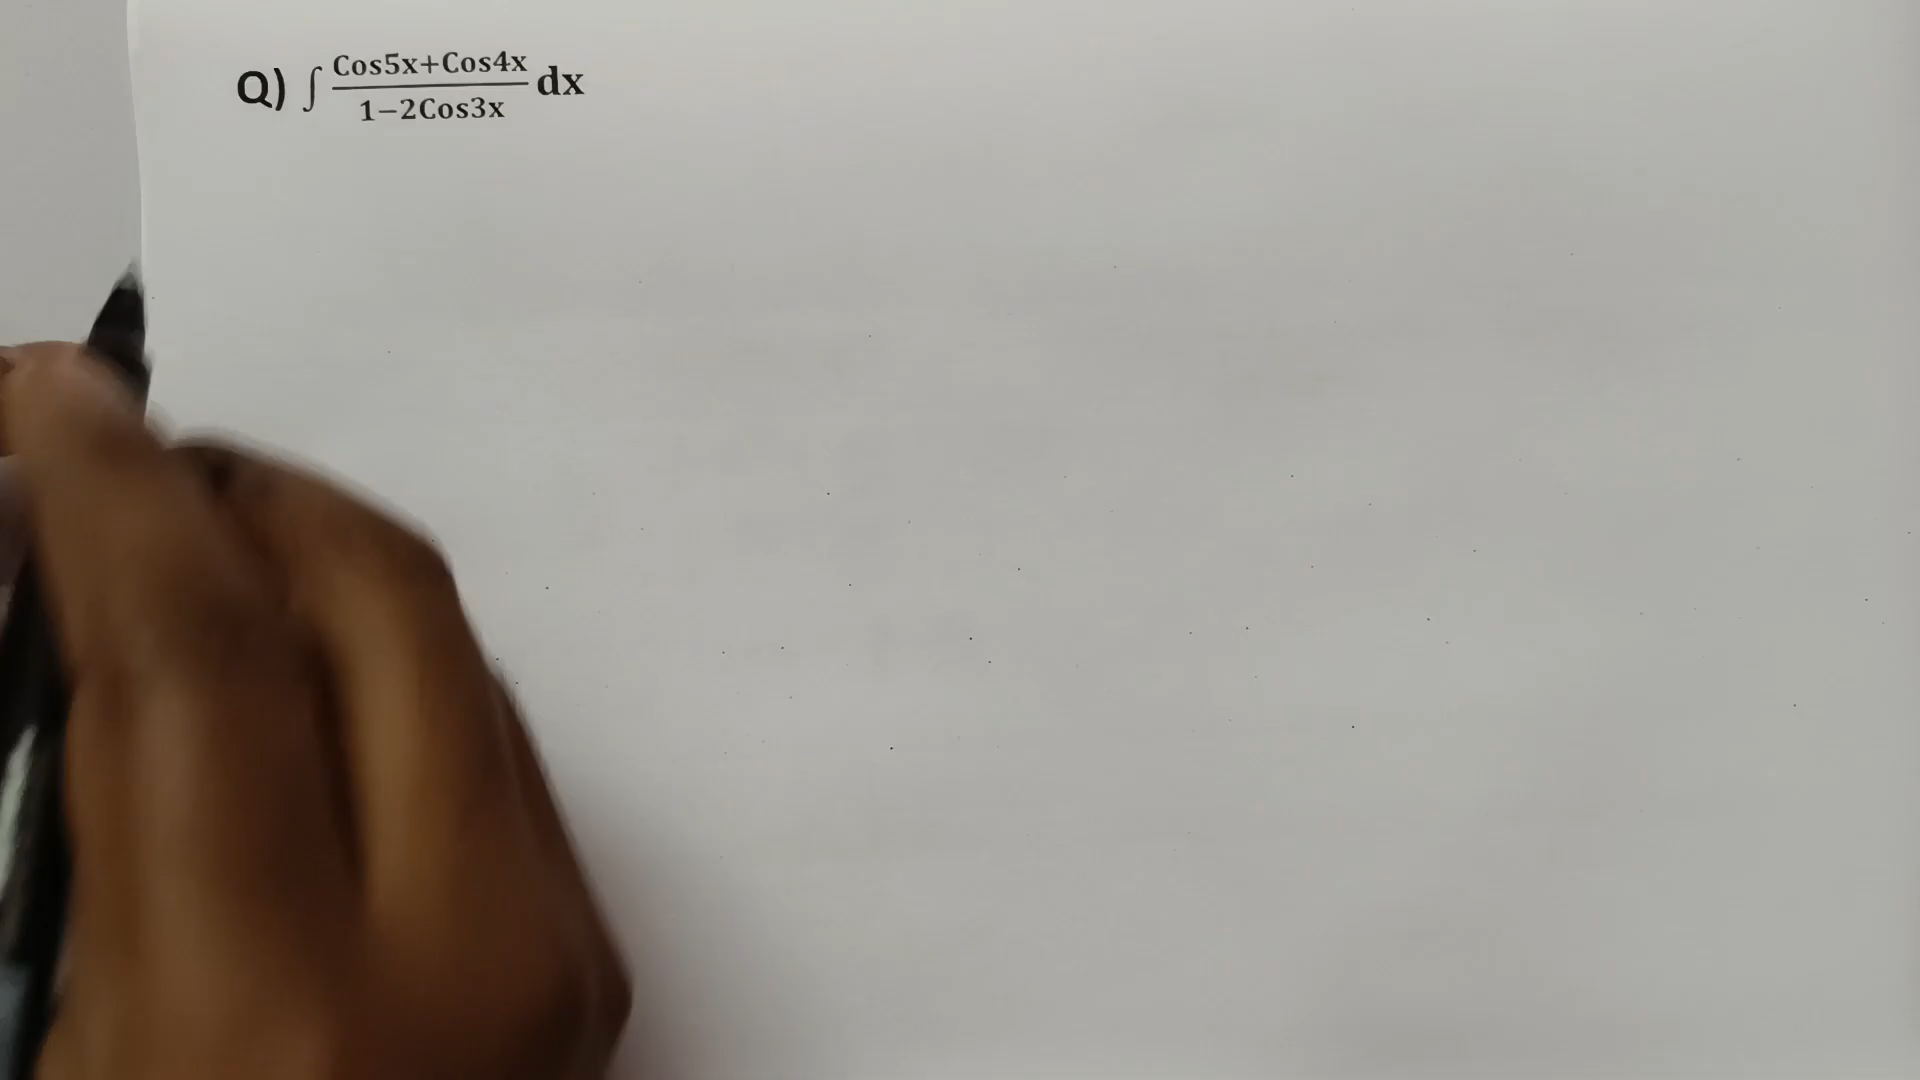 Q) ∫ Cos5x+Cos4x / 1−2Cos3x dx